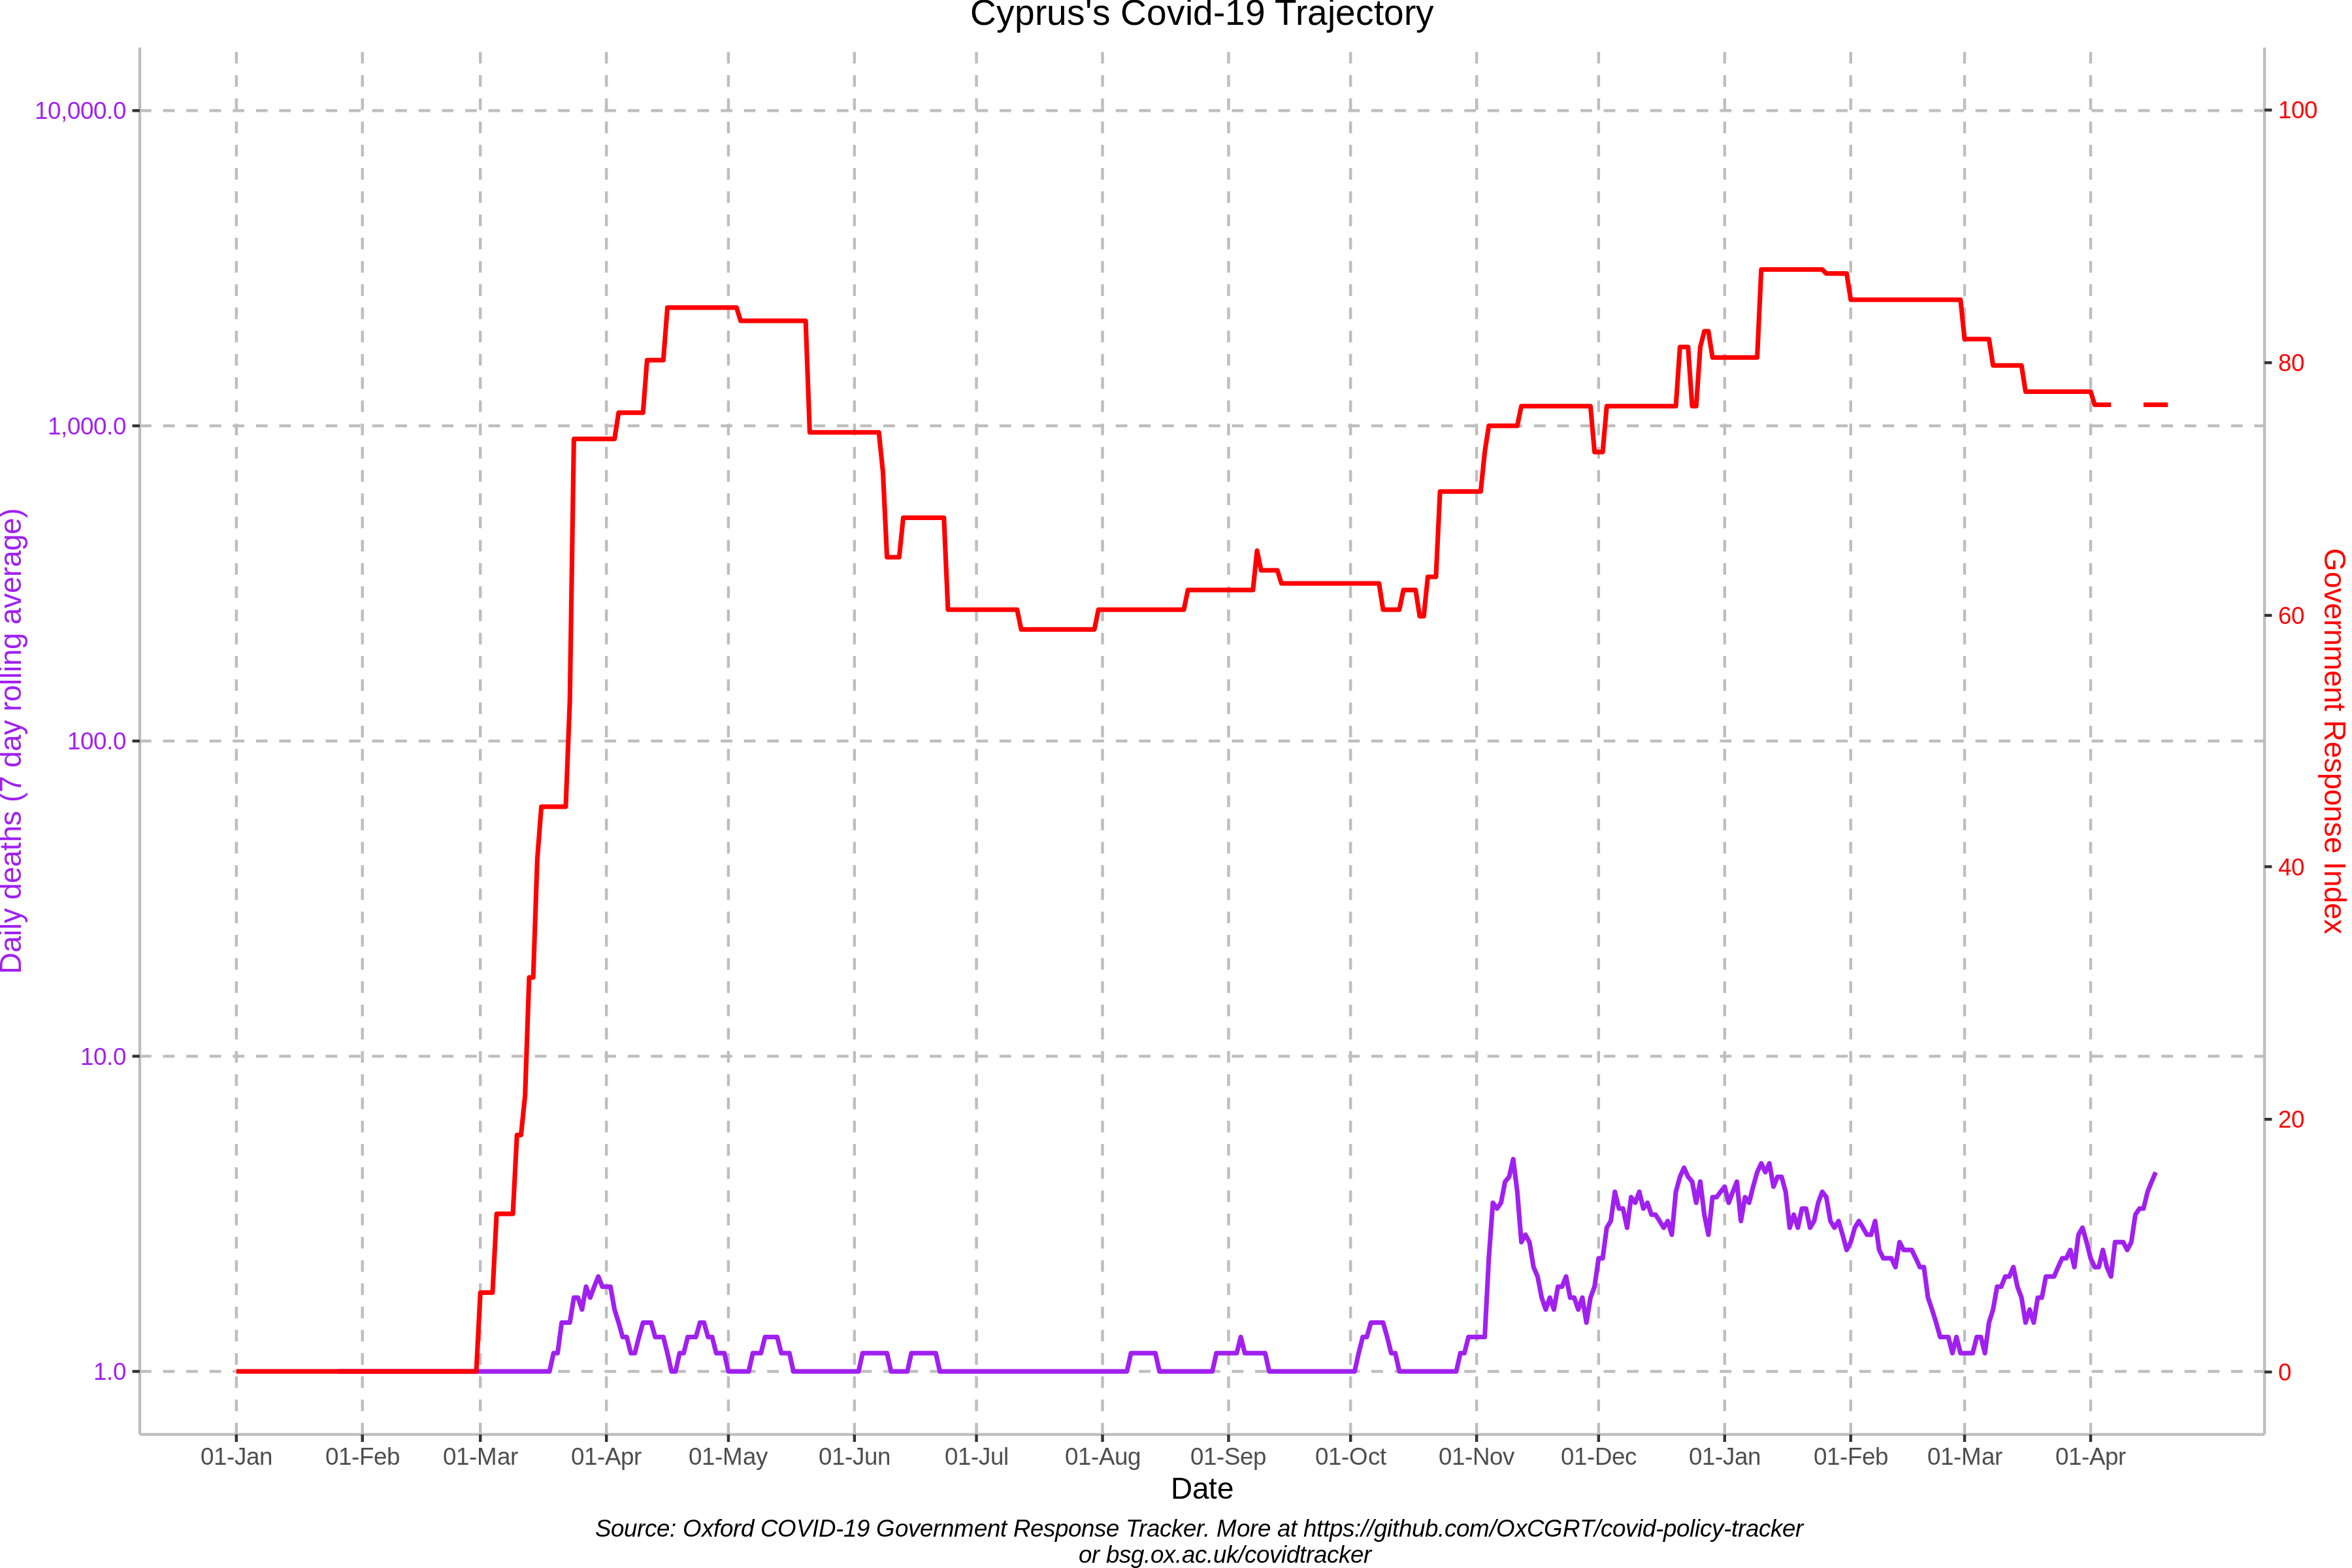 Cyprus's Covid-19 Trajectory
10,000.0
1,000.0
100.0
10.0
1.0
Daily deaths (7 day rolling average)
100
80
60
40
20
0
Government Response Index
01-Jan 01-Feb 01-Mar 01-Apr 01-May 01-Jun 01-Jul 01-Aug 01-Sep 01-Oct 01-Nov 01-Dec 01-Jan 01-Feb 01-Mar 01-Apr
Date
Source: Oxford COVID-19 Government Response Tracker. More at https://github.com/OxCGRT/covid-policy-tracker
or bsg.ox.ac.uk/covidtracker